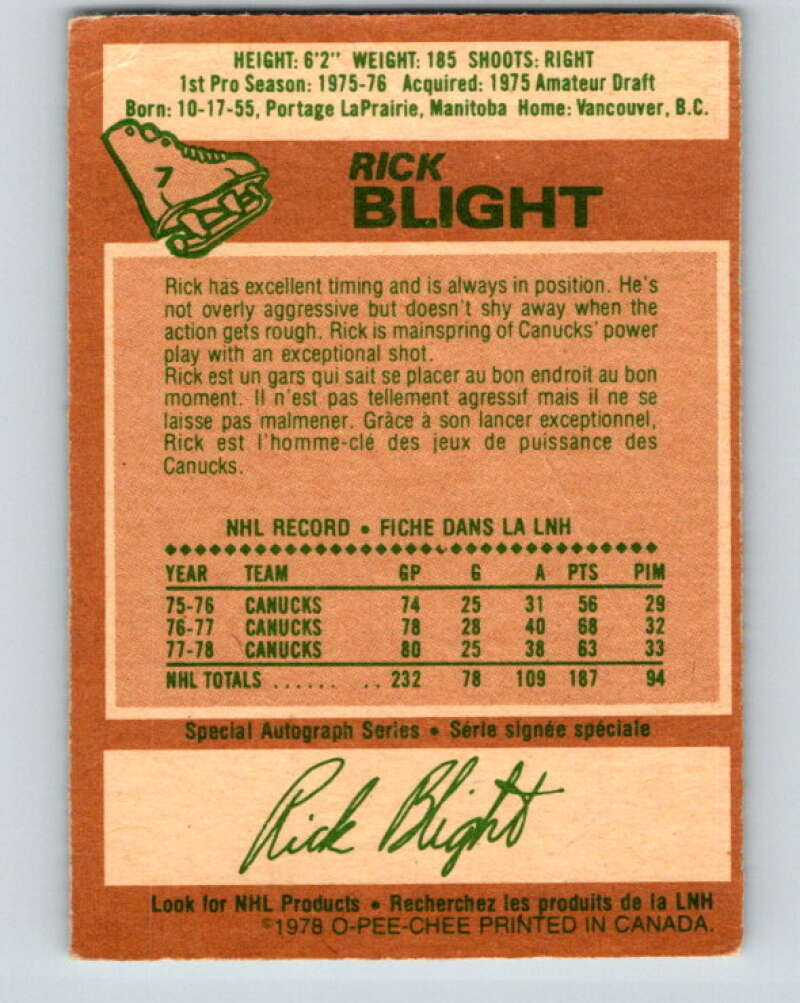 HEIGHT: 6'2" WEIGHT: 185 SHOOTS: RIGHT
1st Pro Season: 1975-76 Acquired: 1975 Amateur Draft
Born: 10-17-55, Portage LaPrairie, Manitoba Home: Vancouver, B.C.
7
RICK
BLIGHT
Rick has excellent timing and is always in position. He's
not overly aggressive but doesn't shy away when the
action gets rough. Rick is mainspring of Canucks' power
play with an exceptional shot.
Rick est un gars qui sait se placer au bon endroit au bon
moment. Il n'est pas tellement agressif mais il ne se
laisse pas malmener. Grâce à son lancer exceptionnel,
Rick est l'homme-clé des jeux de puissance des
Canucks.
NHL RECORD • FICHE DANS LA LNH
YEAR TEAM GP G A PTS PIM
75-76 CANUCKS 74 25 31 56 29
76-77 CANUCKS 78 28 40 68 32
77-78 CANUCKS 80 25 38 63 33
NHL TOTALS ...... .. 232 78 109 187 94
Special Autograph Series • Série signée spéciale
Rick Blight
Look for NHL Products • Recherchez les produits de la LNH
©1978 O-PEE-CHEE PRINTED IN CANADA.